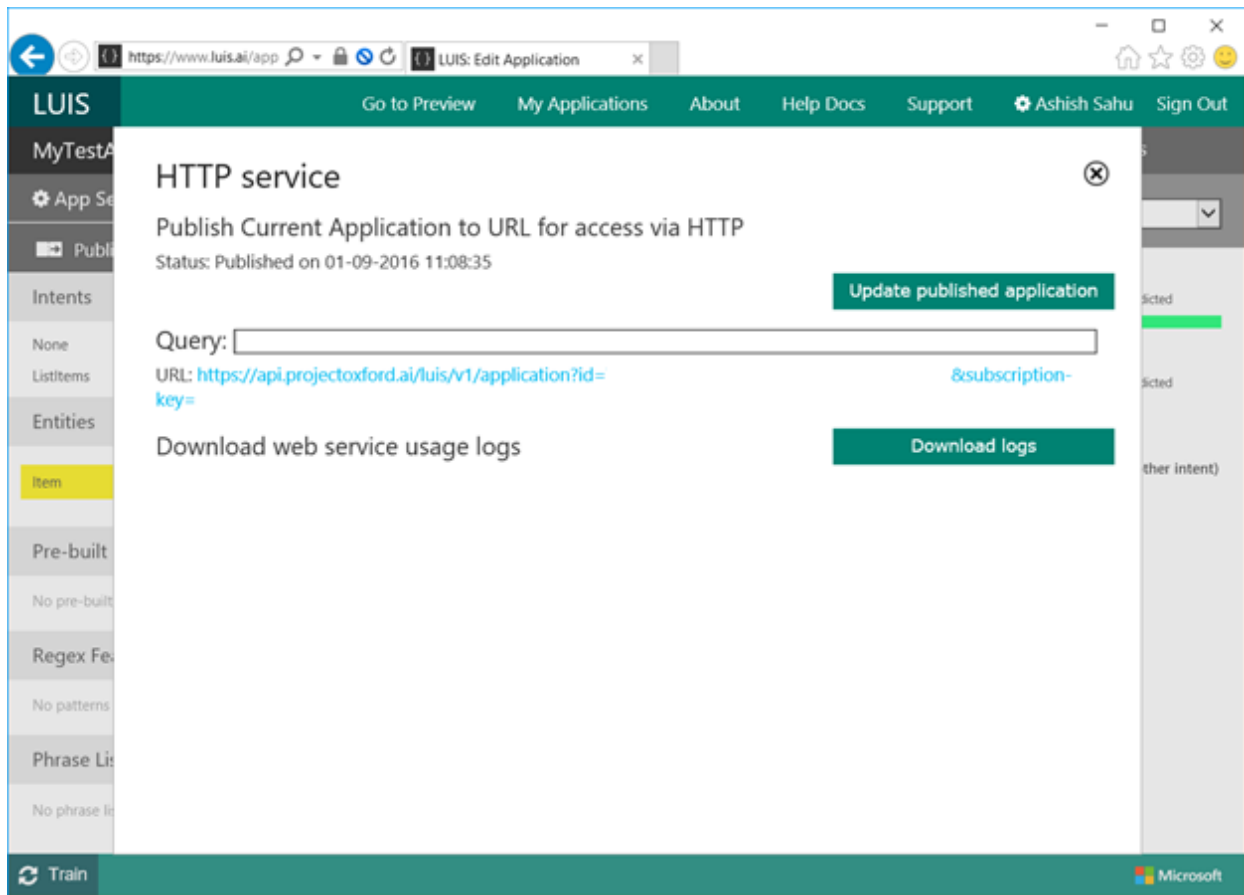 https://www.luis.ai/app
LUIS: Edit Application
LUIS
Go to Preview
My Applications
About
Help Docs
Support
Ashish Sahu
Sign Out
MyTestA
s
App Se
Publi
HTTP service
Publish Current Application to URL for access via HTTP
Status: Published on 01-09-2016 11:08:35
Update published application
Intents
dicted
None
Query:
ListItems
URL: https://api.projectoxford.ai/luis/v1/application?id= &subscription-
key=
dicted
Entities
Download web service usage logs
Download logs
ther intent)
Item
Pre-built
No pre-built
Regex Fea
No patterns
Phrase Lis
No phrase lis
Train
Microsoft